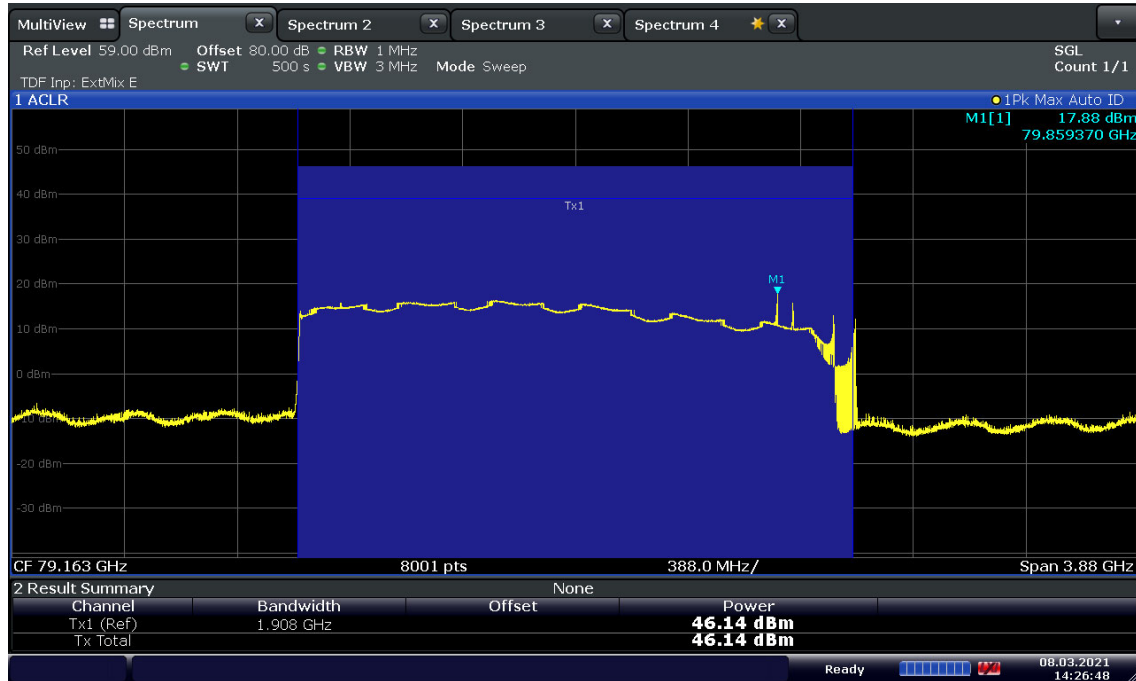 MultiView Spectrum X Spectrum 2 X Spectrum 3 X Spectrum 4 X
Ref Level 59.00 dBm Offset 80.00 dB RBW 1 MHz SGL
SWT 500 s VBW 3 MHz Mode Sweep Count 1/1
TDF Inp: ExtMix E
1 ACLR 1Pk Max Auto ID
M1[1] 17.88 dBm
79.859370 GHz
50 dBm
40 dBm
Tx1
30 dBm
20 dBm
M1
10 dBm
0 dBm
-10 dBm
-20 dBm
-30 dBm
CF 79.163 GHz 8001 pts 388.0 MHz/ Span 3.88 GHz
2 Result Summary None
Channel Bandwidth Offset Power
Tx1 (Ref) 1.908 GHz 46.14 dBm
Tx Total 46.14 dBm
Ready 08.03.2021
14:26:48